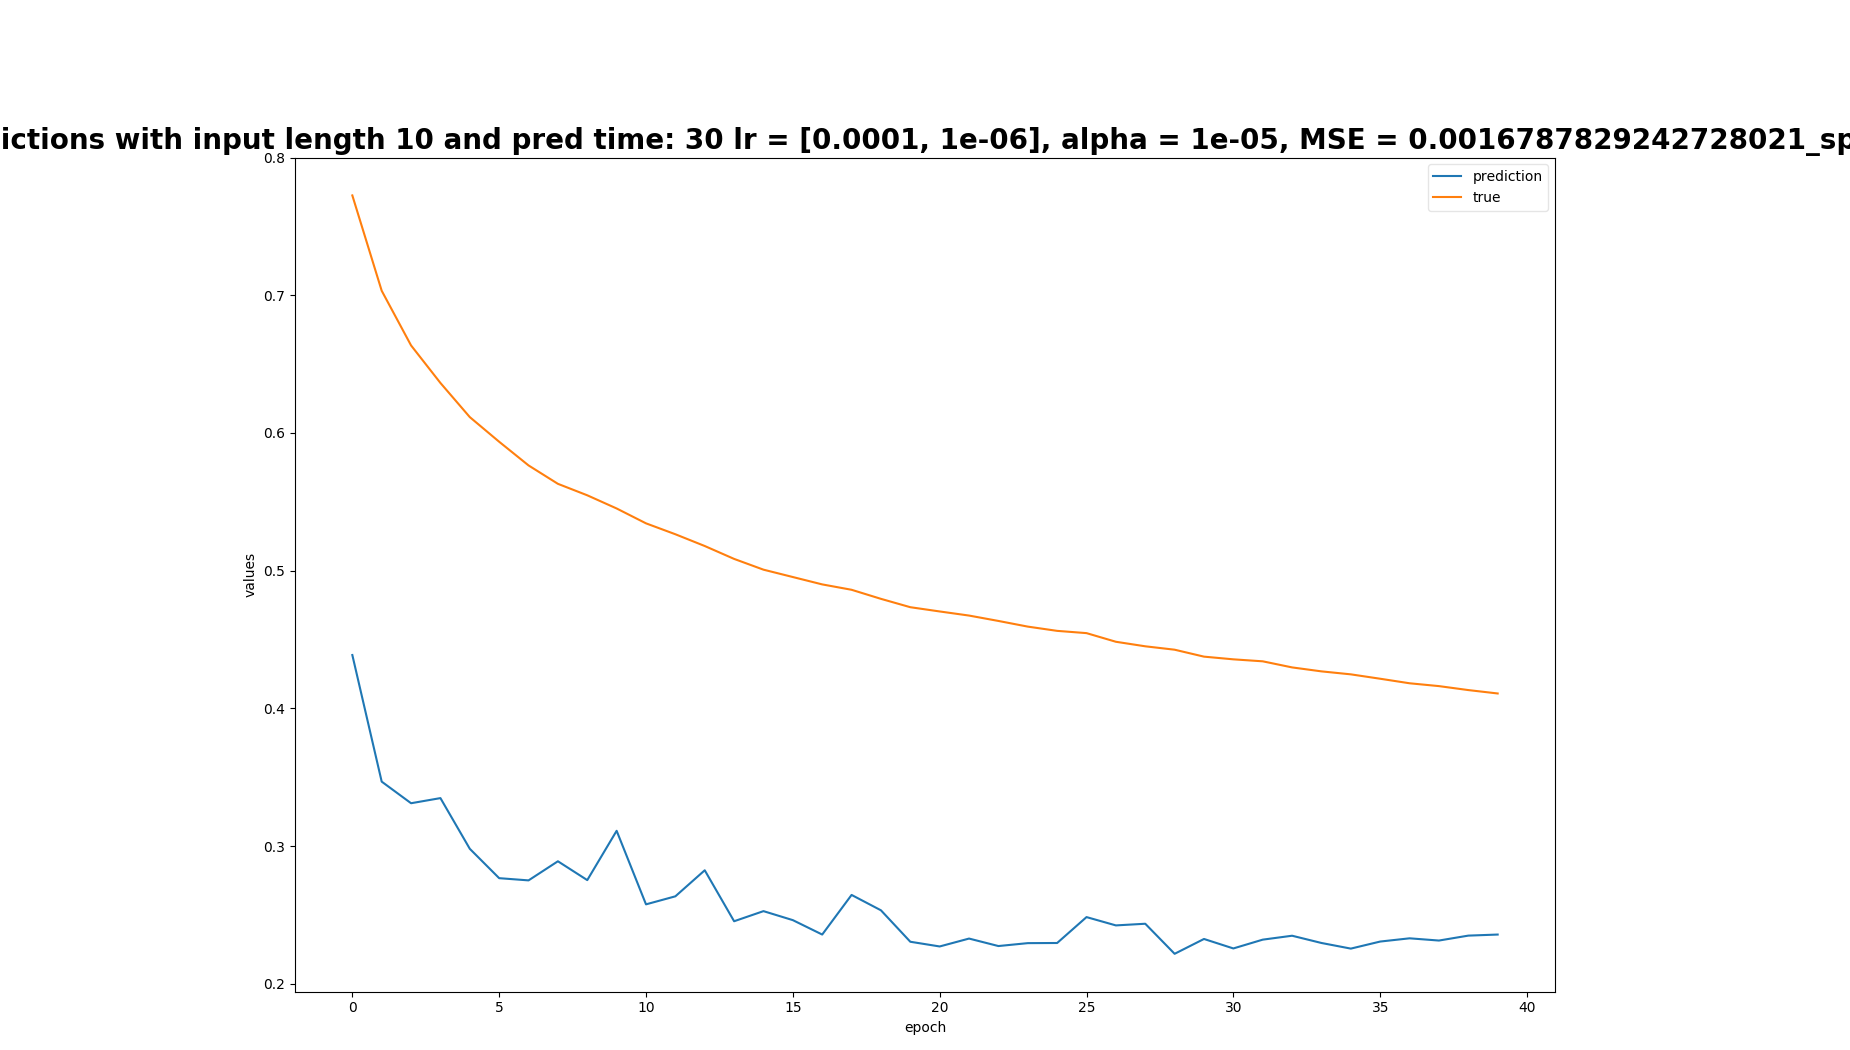 ictions with input length 10 and pred time: 30 lr = [0.0001, 1e-06], alpha = 1e-05, MSE = 0.0016787829242728021_sp
prediction
true
0.8
0.7
0.6
0.5
0.4
0.3
0.2
values
0 5 10 15 20 25 30 35 40
epoch